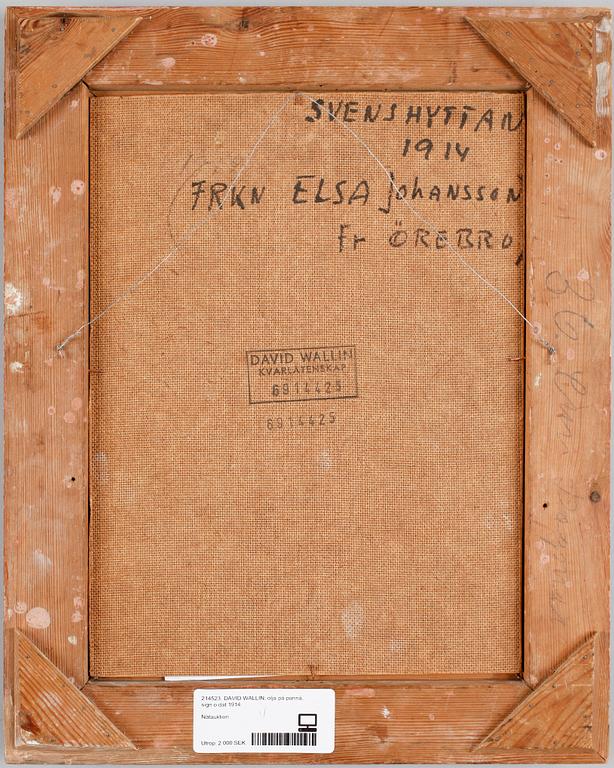 SVENSHYTTAN
1914
FRKN ELSA JOHANSSON
Fr ÖREBRO,
DAVID WALLIN
KVARLÅTENSKAP
6914425
6914425
214523. DAVID WALLIN, olja på panna,
sign o dat 1914
Nätauktion
Utrop: 2 000 SEK